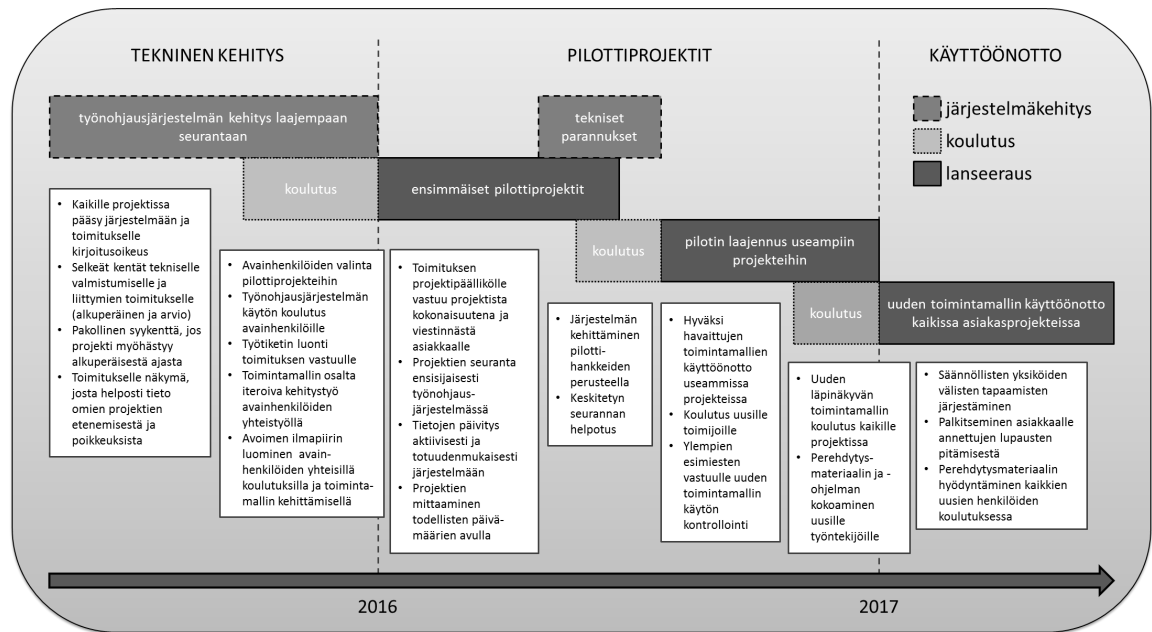 TEKNINEN KEHITYS
PILOTTIPROJEKTIT
KÄYTTÖÖNOTTO
työnohjausjärjestelmän kehitys laajempaan
seurantaan
tekniset
parannukset
järjestelmäkehitys
koulutus
lanseeraus
koulutus
ensimmäiset pilottiprojektit
koulutus
pilotin laajennus useampiin
projekteihin
koulutus
uuden toimintamallin käyttöönotto
kaikissa asiakasprojekteissa
• Kaikille projektissa
pääsy järjestelmään ja
toimitukselle
kirjoitusoikeus
• Selkeät kentät tekniselle
valmistumiselle ja
liittymien toimitukselle
(alkuperäinen ja arvio)
• Pakollinen syykenttä, jos
projekti myöhästyy
alkuperäisestä ajasta
• Toimitukselle näkymä,
josta helposti tieto
omien projektien
etenemisestä ja
poikkeuksista
• Avainhenkilöiden valinta
pilottiprojekteihin
• Työnohjausjärjestelmän
käytön koulutus
avainhenkilöille
• Työtiketin luonti
toimituksen vastuulle
• Toimintamallin osalta
iteroiva kehitystyö
avainhenkilöiden
yhteistyöllä
• Avoimen ilmapiirin
luominen avain-
henkilöiden yhteisillä
koulutuksilla ja toiminta-
mallin kehittämisellä
• Toimituksen
projektipäällikölle
vastuu projektista
kokonaisuutena ja
viestinnästä
asiakkaalle
• Projektien seuranta
ensisijaisesti
työnohjaus-
järjestelmässä
• Tietojen päivitys
aktiivisesti ja
totuudenmukaisesti
järjestelmään
• Projektien
mittaaminen
todellisten päivä-
määrien avulla
• Järjestelmän
kehittäminen
pilotti-
hankkeiden
perusteella
• Keskitetyn
seurannan
helpotus
• Hyväksi
havaittujen
toimintamallien
käyttöönotto
useammissa
projekteissa
• Koulutus uusille
toimijoille
• Ylempien
esimiesten
vastuulle uuden
toimintamallin
käytön
kontrollointi
• Uuden
läpinäkyvän
toimintamallin
koulutus kaikille
projektissa
• Perehdytys-
materiaalin ja -
ohjelman
kokoaminen
uusille
työntekijöille
• Säännöllisten yksiköiden
välisten tapaamisten
järjestäminen
• Palkitseminen asiakkaalle
annettujen lupausten
pitämisestä
• Perehdytysmateriaalin
hyödyntäminen kaikkien
uusien henkilöiden
koulutuksessa
2016
2017